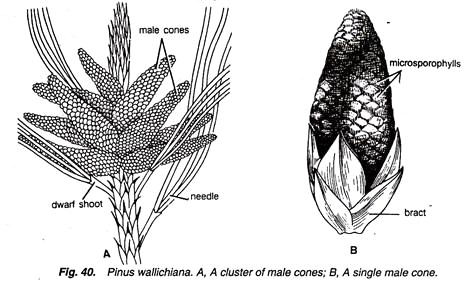 male cones
microsporophylls
dwarf shoot
needle
bract
A
B
Fig. 40. Pinus wallichiana. A, A cluster of male cones; B, A single male cone.